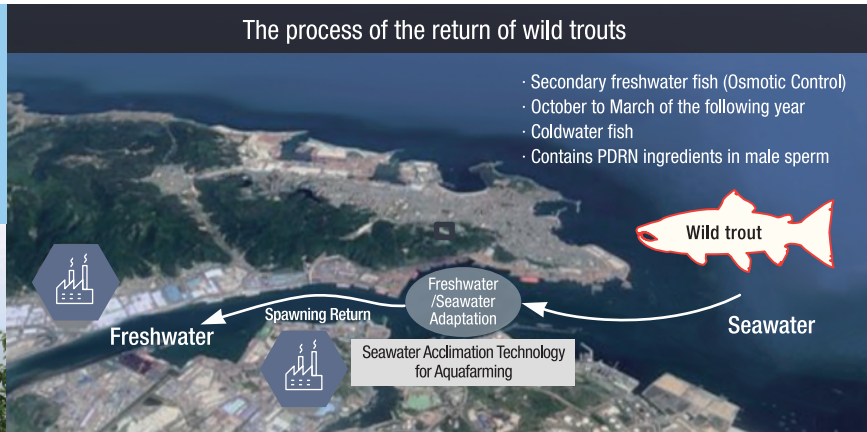 The process of the return of wild trouts
· Secondary freshwater fish (Osmotic Control)
· October to March of the following year
· Coldwater fish
· Contains PDRN ingredients in male sperm
Wild trout
Freshwater
/Seawater
Adaptation
Spawning Return
Freshwater
Seawater
Seawater Acclimation Technology
for Aquafarming